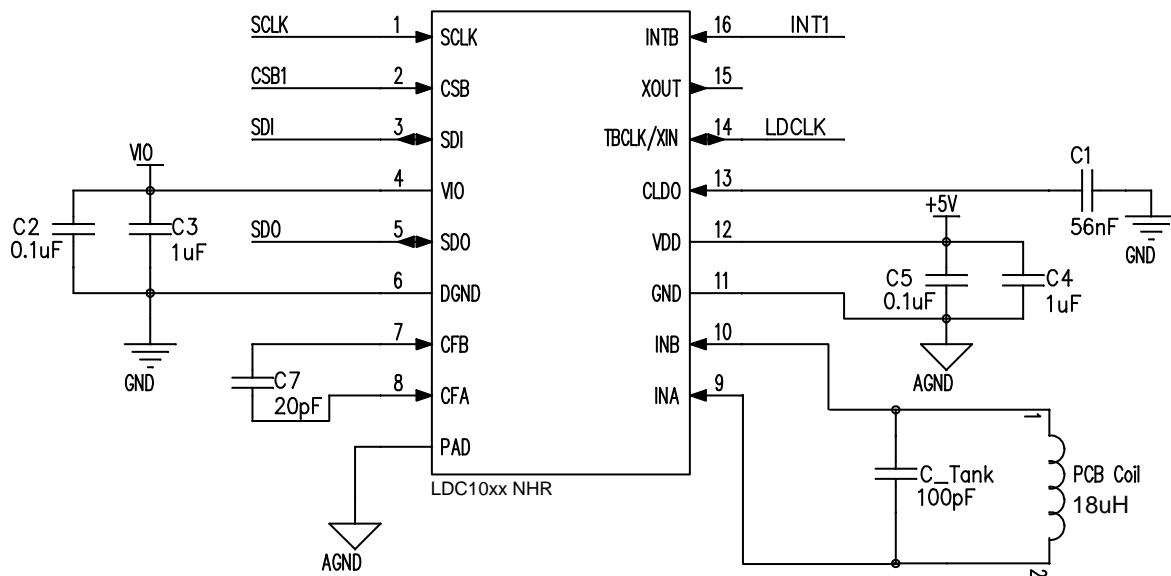 SCLK 1 SCLK INTB 16 INT1
CSB1 2 CSB XOUT 15
SDI 3 SDI TBCLK/XIN 14 LDCLK
VIO 4 VIO CLDO 13 C1
56nF GND
C2 0.1uF C3 1uF
SDO 5 SDO VDD 12 +5V
6 DGND GND 11 C5 0.1uF C4 1uF
GND
7 CFB INB 10 AGND
C7 20pF 8 CFA INA 9
PAD
LDC10xx NHR
AGND
1
C_Tank 100pF
PCB Coil
18uH
2